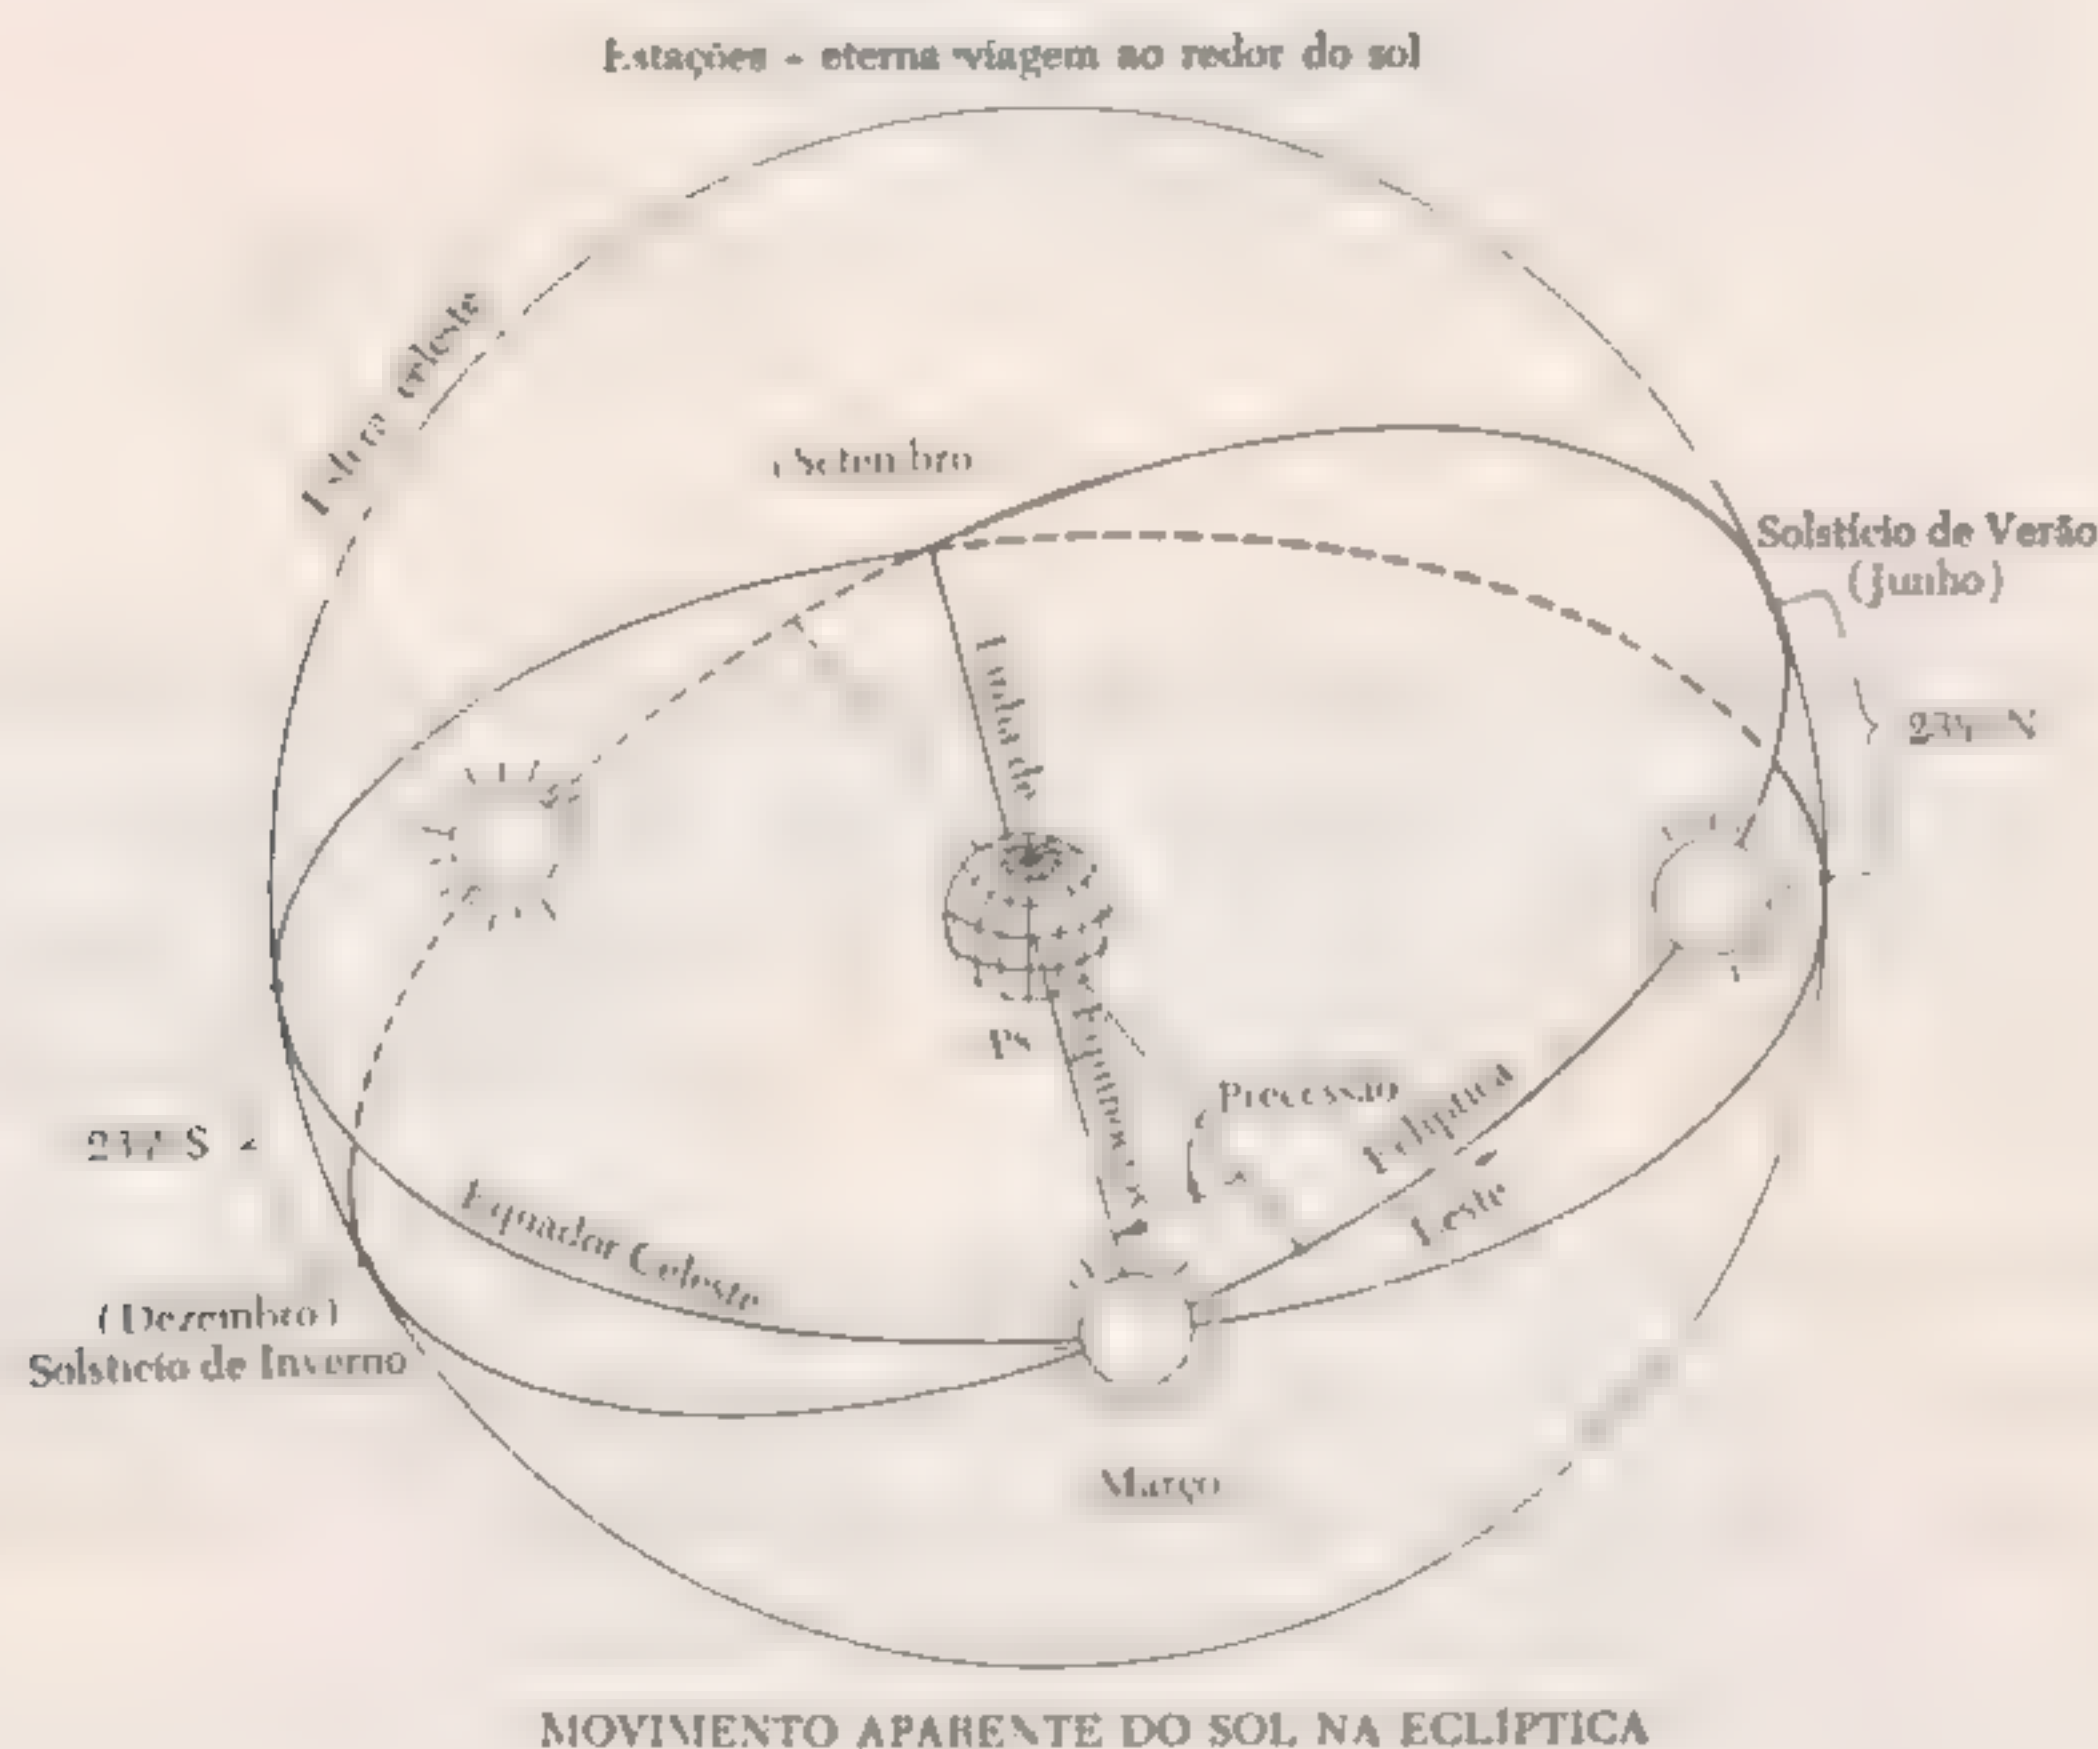 Estações - eterna viagem ao redor do sol
Esfera celeste
(Setembro
Solstício de Verão
(Junho)
N
Linha de
Equinócios
PS
Precessão
Eclíptica
Leste
S
Equador Celeste
(Dezembro)
Solstício de Inverno
Março
MOVIMENTO APARENTE DO SOL NA ECLÍPTICA